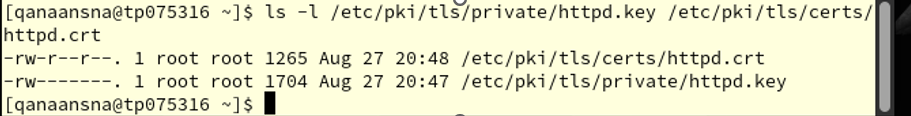 [qanaansna@tp075316 ~]$ ls -l /etc/pki/tls/private/httpd.key /etc/pki/tls/certs/
httpd.crt
-rw-r--r--. 1 root root 1265 Aug 27 20:48 /etc/pki/tls/certs/httpd.crt
-rw-------. 1 root root 1704 Aug 27 20:47 /etc/pki/tls/private/httpd.key
[qanaansna@tp075316 ~]$